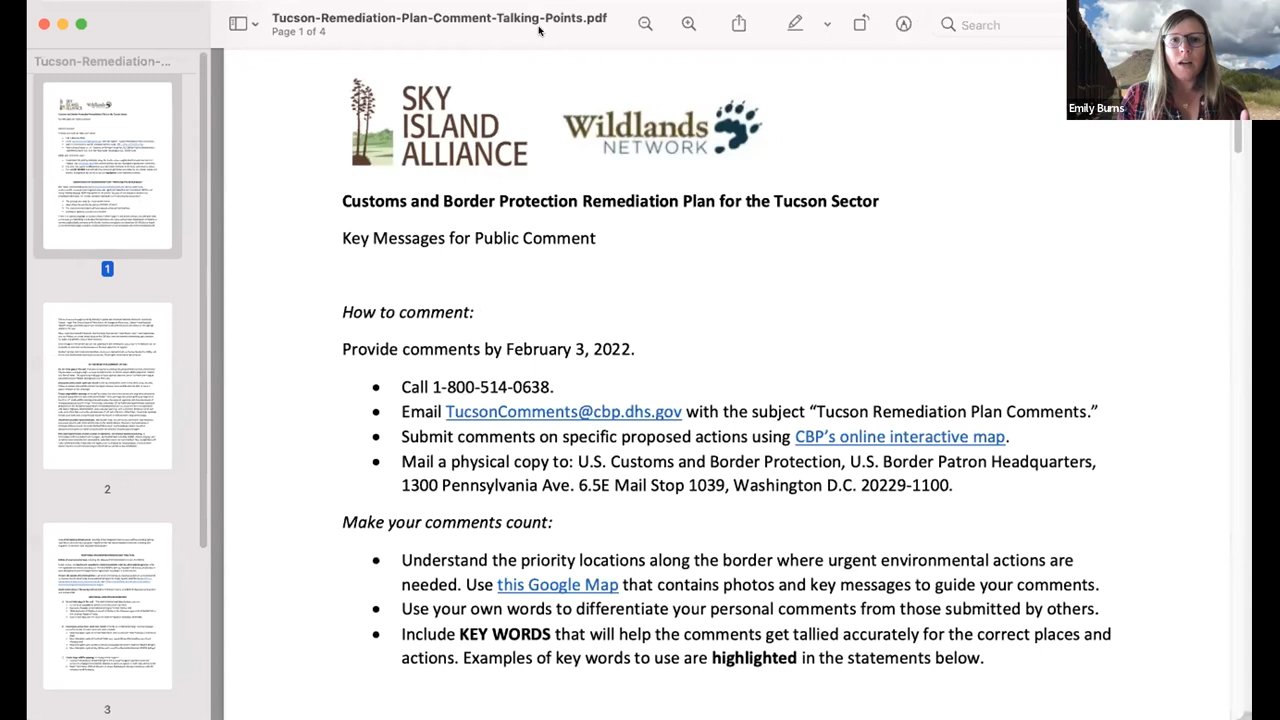 Tucson-Remediation-Plan-Comment-Talking-Points.pdf
Page 1 of 4
Search
Emily Burns
Tucson-Remediation-...
1
2
3
SKY
ISLAND
ALLIANCE
Wildlands
NETWORK
Customs and Border Protection Remediation Plan for the Tucson Sector
Key Messages for Public Comment
How to comment:
Provide comments by February 3, 2022.
• Call 1-800-514-0638.
• Email TucsonComments@cbp.dhs.gov with the subject “Tucson Remediation Plan Comments.”
• Submit comments on specific proposed actions using CBP’s online interactive map.
• Mail a physical copy to: U.S. Customs and Border Protection, U.S. Border Patrol Headquarters,
1300 Pennsylvania Ave. 6.5E Mail Stop 1039, Washington D.C. 20229-1100.
Make your comments count:
• Understand the priority locations along the border where urgent environmental actions are
needed. Use this Google Map that contains photos and key messages to guide your comments.
• Use your own words to differentiate your personal comments from those submitted by others.
• Include KEY WORDS that will help the comments get tallied accurately for the correct places and
actions. Examples of key words to use are highlighted in the statements below.